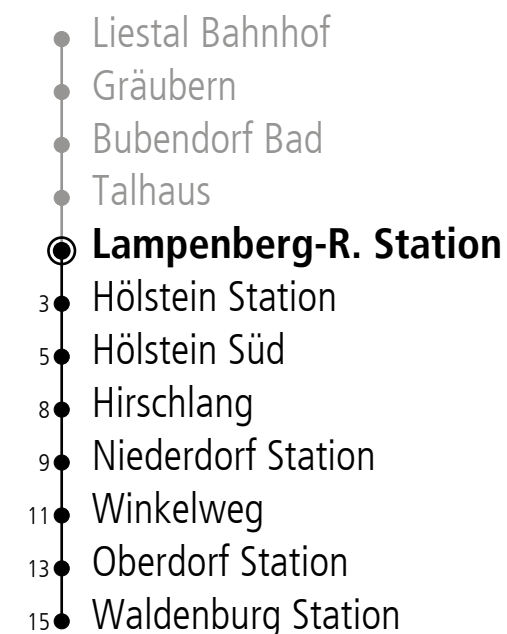 Liestal Bahnhof
Gräubern
Bubendorf Bad
Talhaus
Lampenberg-R. Station
3 Hölstein Station
5 Hölstein Süd
8 Hirschlang
9 Niederdorf Station
11 Winkelweg
13 Oberdorf Station
15 Waldenburg Station